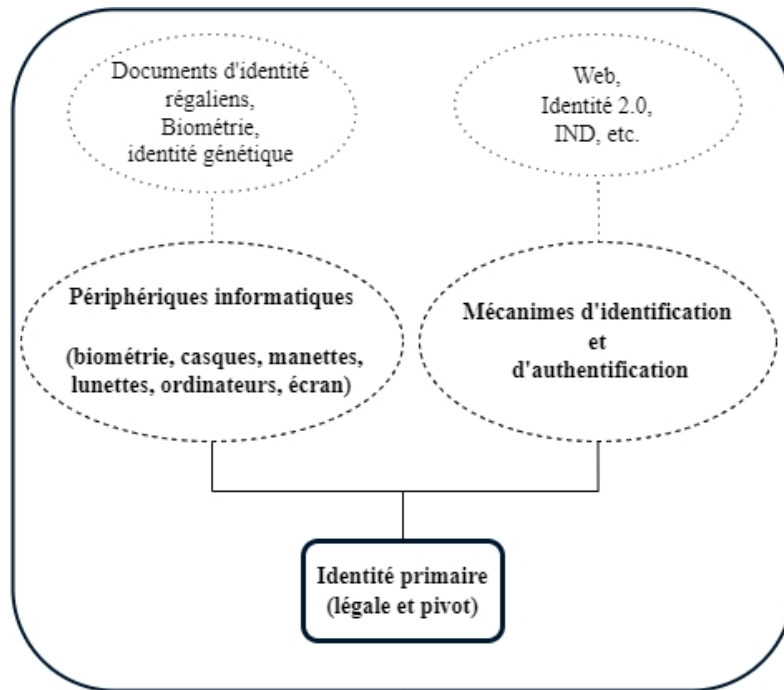 Documents d'identité
régaliens,
Biométrie,
identité génétique
Web,
Identité 2.0,
IND, etc.
Périphériques informatiques
(biométrie, casques, manettes,
lunettes, ordinateurs, écran)
Mécanimes d'identification
et
d'authentification
Identité primaire
(légale et pivot)